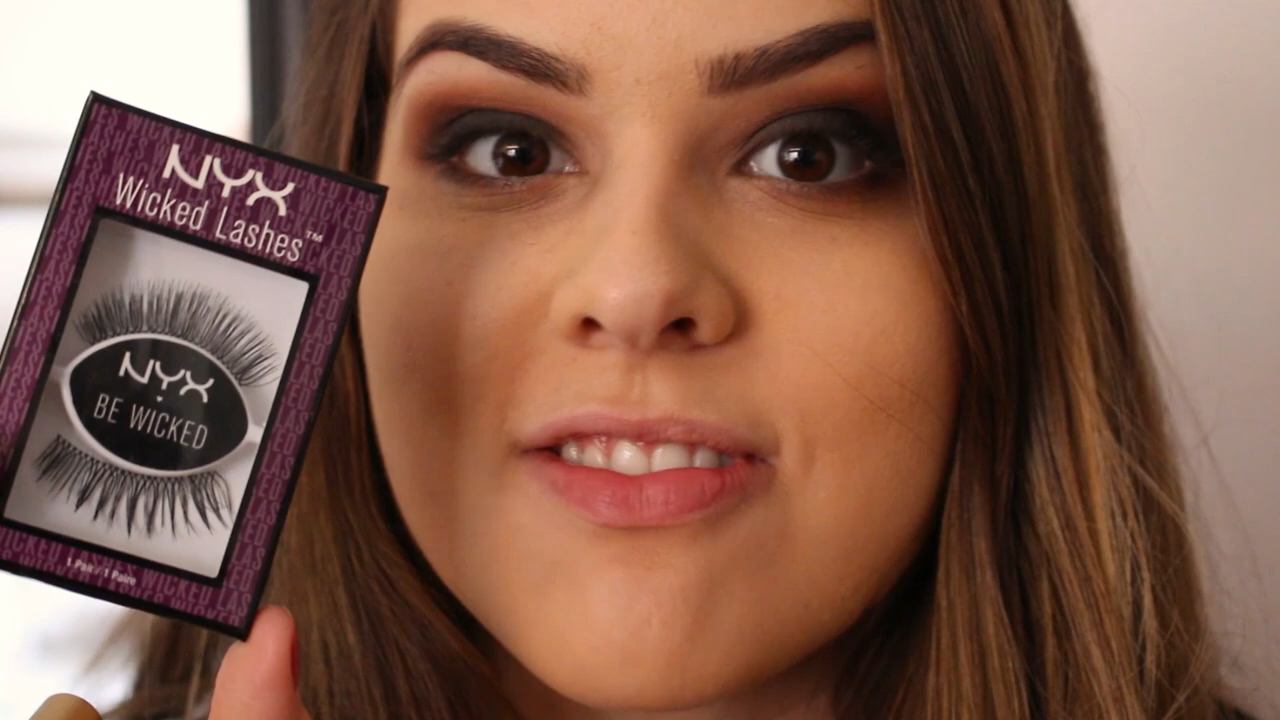 NYX
Wicked Lashes™
NYX
BE WICKED
1 Pair / 1 Paire